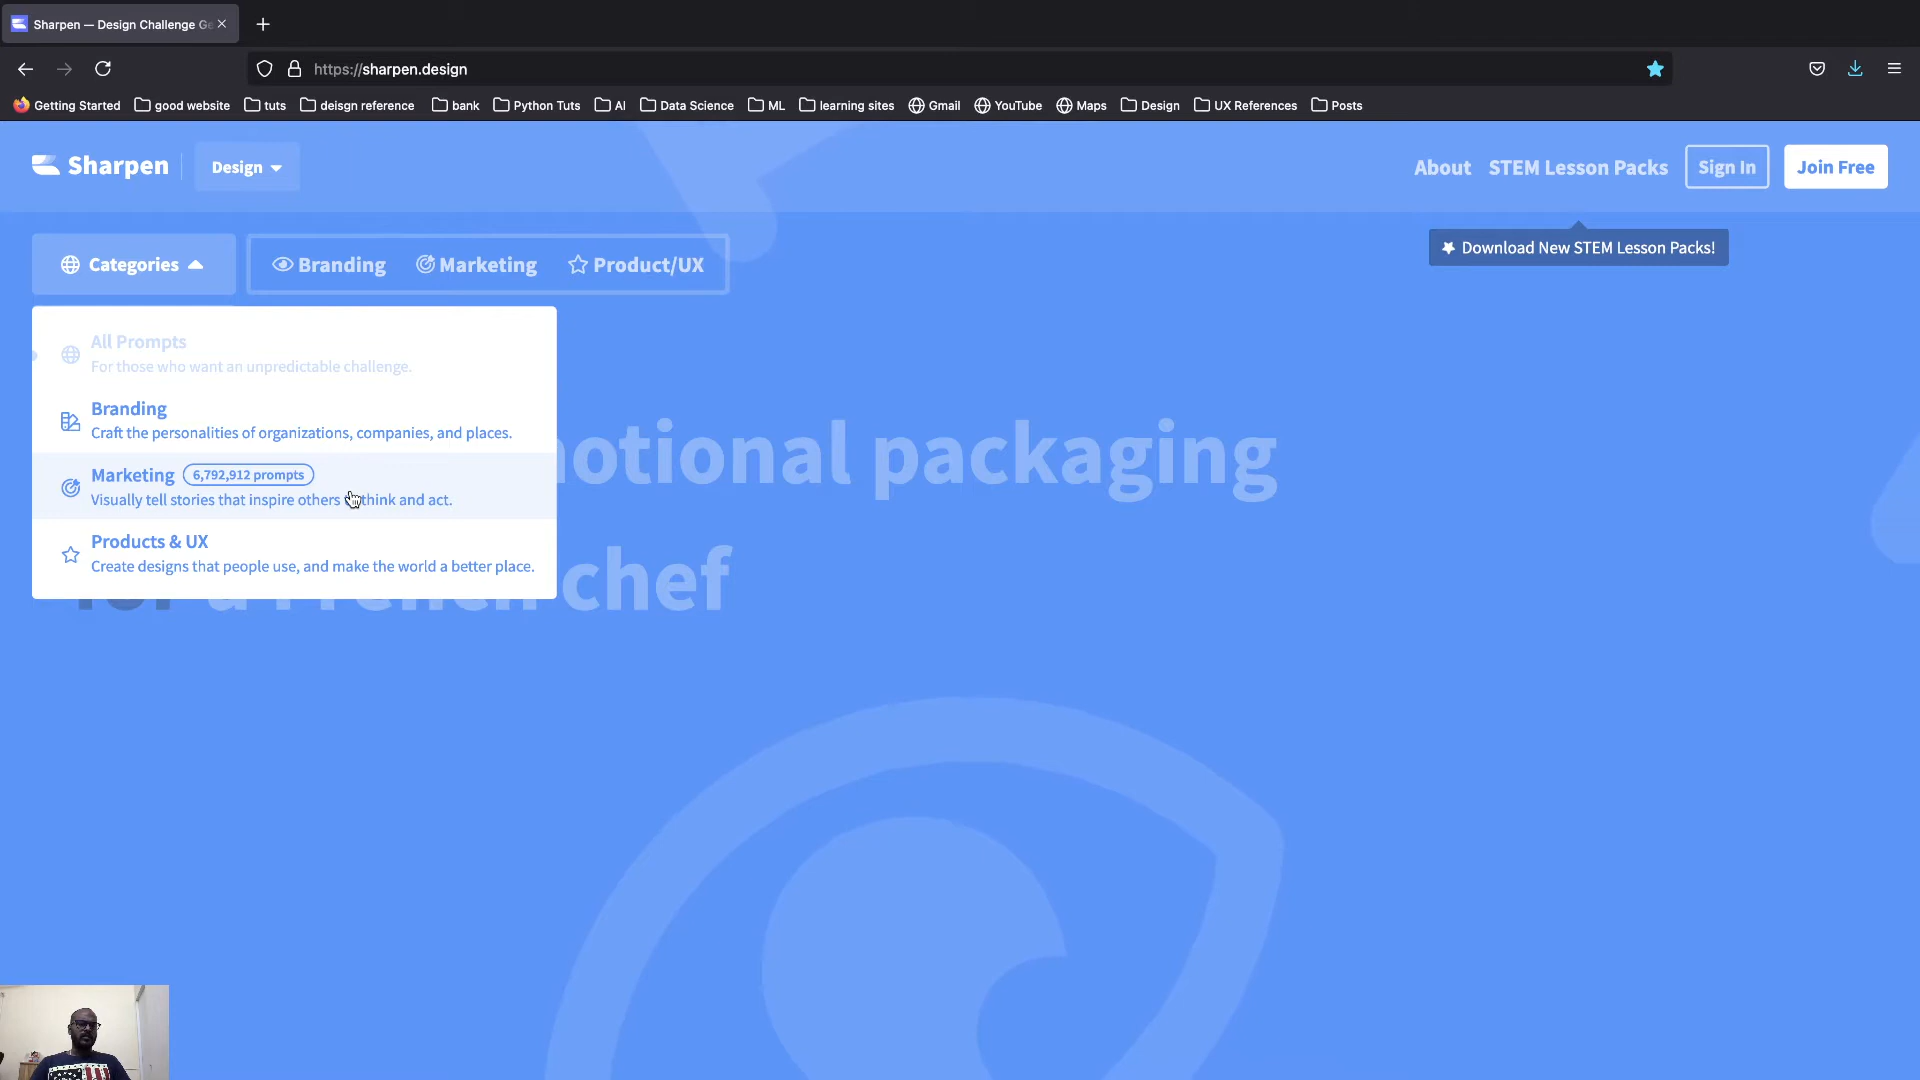 Sharpen — Design Challenge Ge
https://sharpen.design
Getting Started good website tuts deisgn reference bank Python Tuts AI Data Science ML learning sites Gmail YouTube Maps Design UX References Posts
Sharpen Design About STEM Lesson Packs Sign In Join Free
Download New STEM Lesson Packs!
Categories Branding Marketing Product/UX
All Prompts
For those who want an unpredictable challenge.
Branding
Craft the personalities of organizations, companies, and places.
Marketing 6,792,912 prompts
Visually tell stories that inspire others think and act.
Products & UX
Create designs that people use, and make the world a better place.
otional packaging
for a French chef